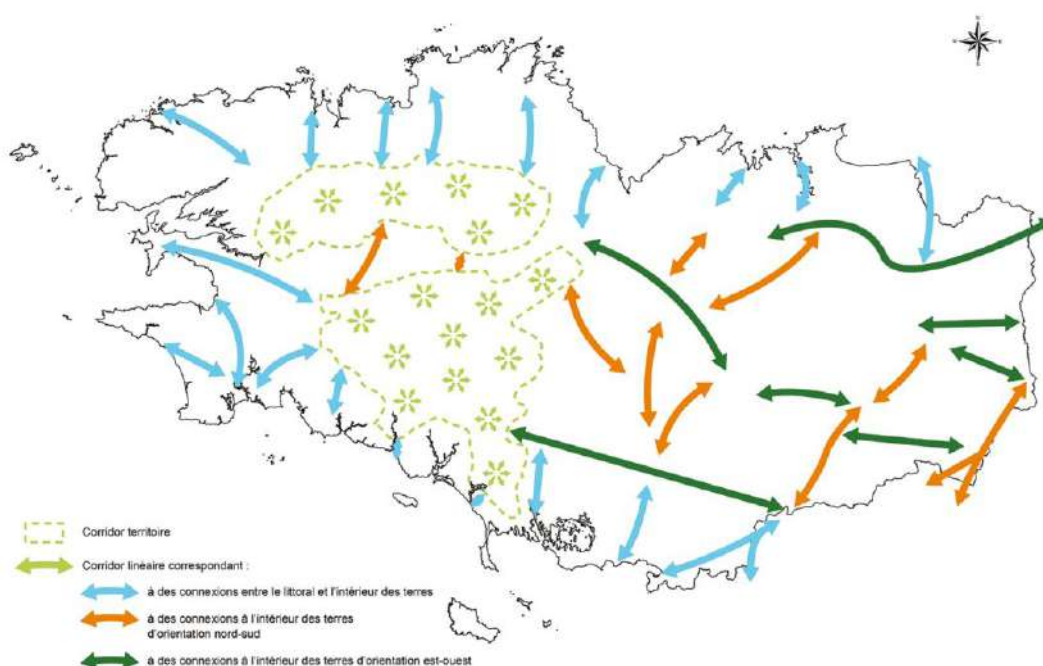 Corridor territoire
Corridor linéaire correspondant :
à des connexions entre le littoral et l'intérieur des terres
à des connexions à l'intérieur des terres
d'orientation nord-sud
à des connexions à l'intérieur des terres d'orientation est-ouest